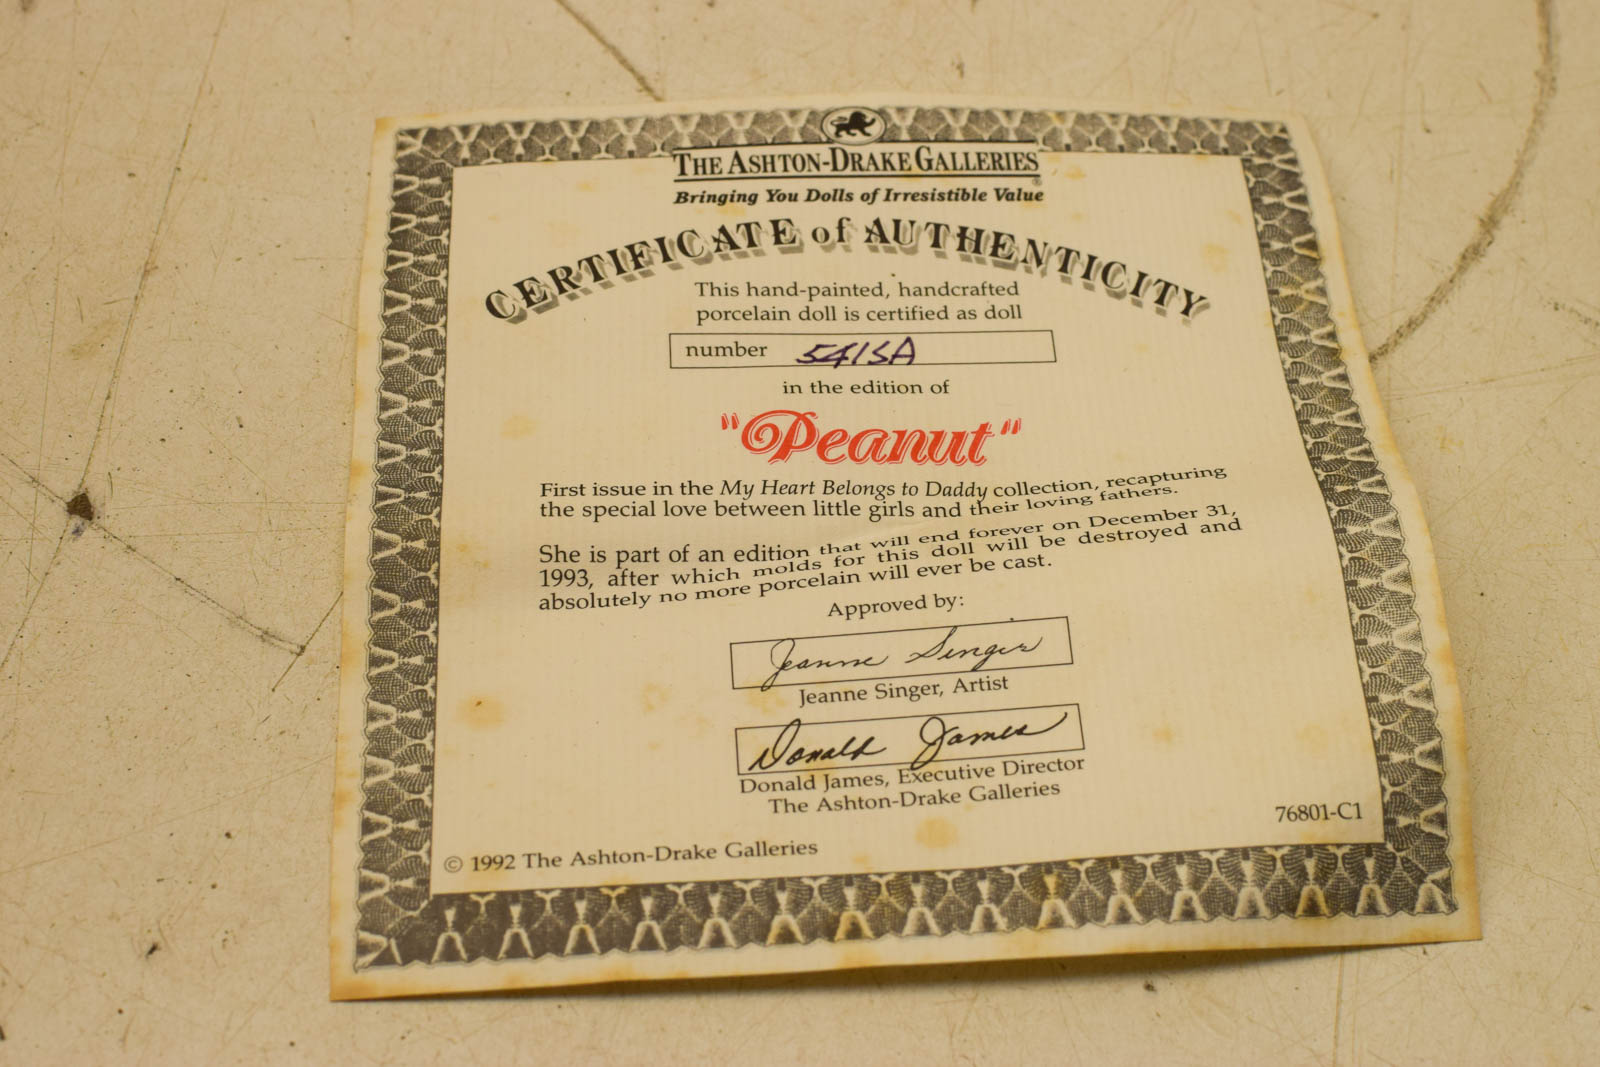 THE ASHTON-DRAKE GALLERIES
Bringing You Dolls of Irresistible Value®
CERTIFICATE of AUTHENTICITY
This hand-painted, handcrafted
porcelain doll is certified as doll
number 5415A
in the edition of
"Peanut"
First issue in the My Heart Belongs to Daddy collection, recapturing
the special love between little girls and their loving fathers.
She is part of an edition that will end forever on December 31,
1993, after which molds for this doll will be destroyed and
absolutely no more porcelain will ever be cast.
Approved by:
Jeanne Singer
Jeanne Singer, Artist
Donald James
Donald James, Executive Director
The Ashton-Drake Galleries
76801-C1
© 1992 The Ashton-Drake Galleries